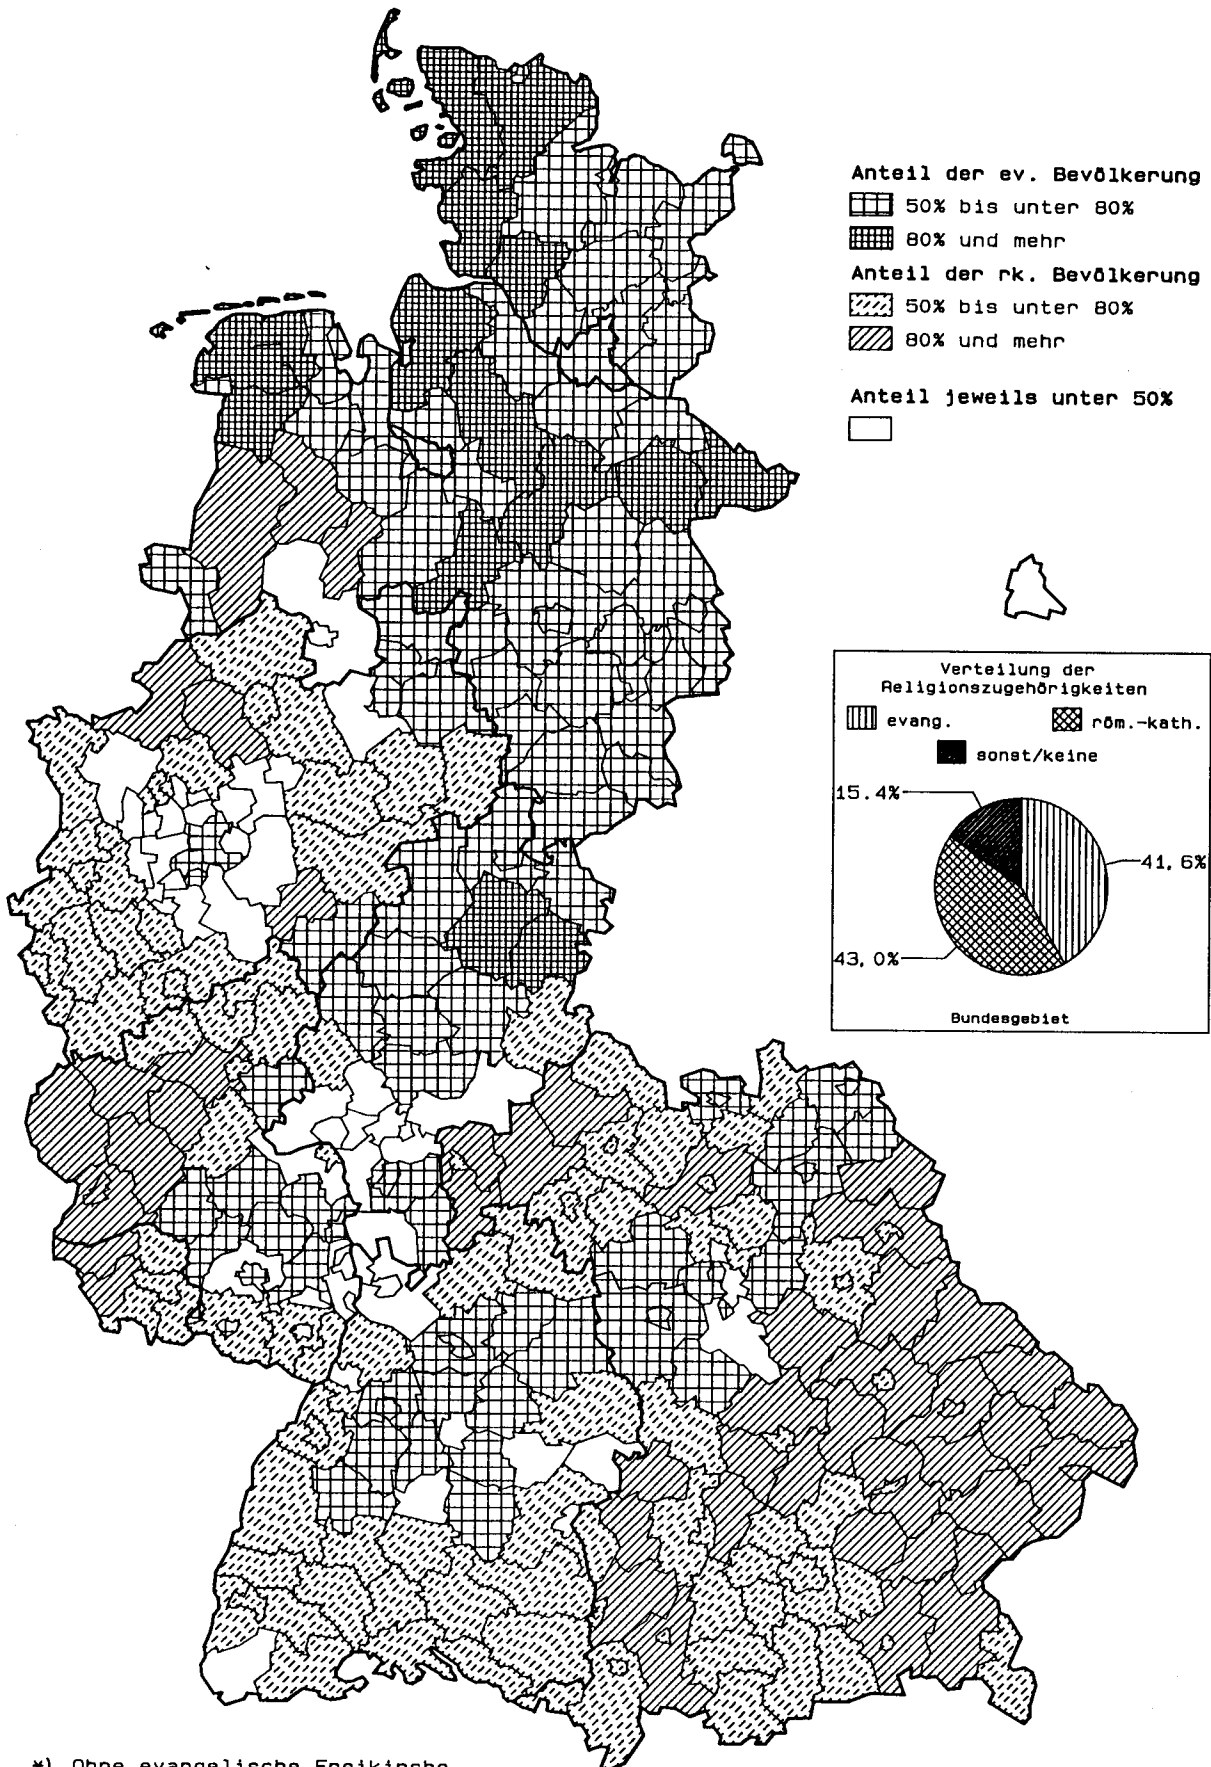 Anteil der ev. Bevölkerung
50% bis unter 80%
80% und mehr
Anteil der rk. Bevölkerung
50% bis unter 80%
80% und mehr
Anteil jeweils unter 50%
Verteilung der
Religionszugehörigkeiten
evang.
röm.-kath.
sonst/keine
15.4%
41,6%
43,0%
Bundesgebiet
*) Ohne evangelische Freikirche